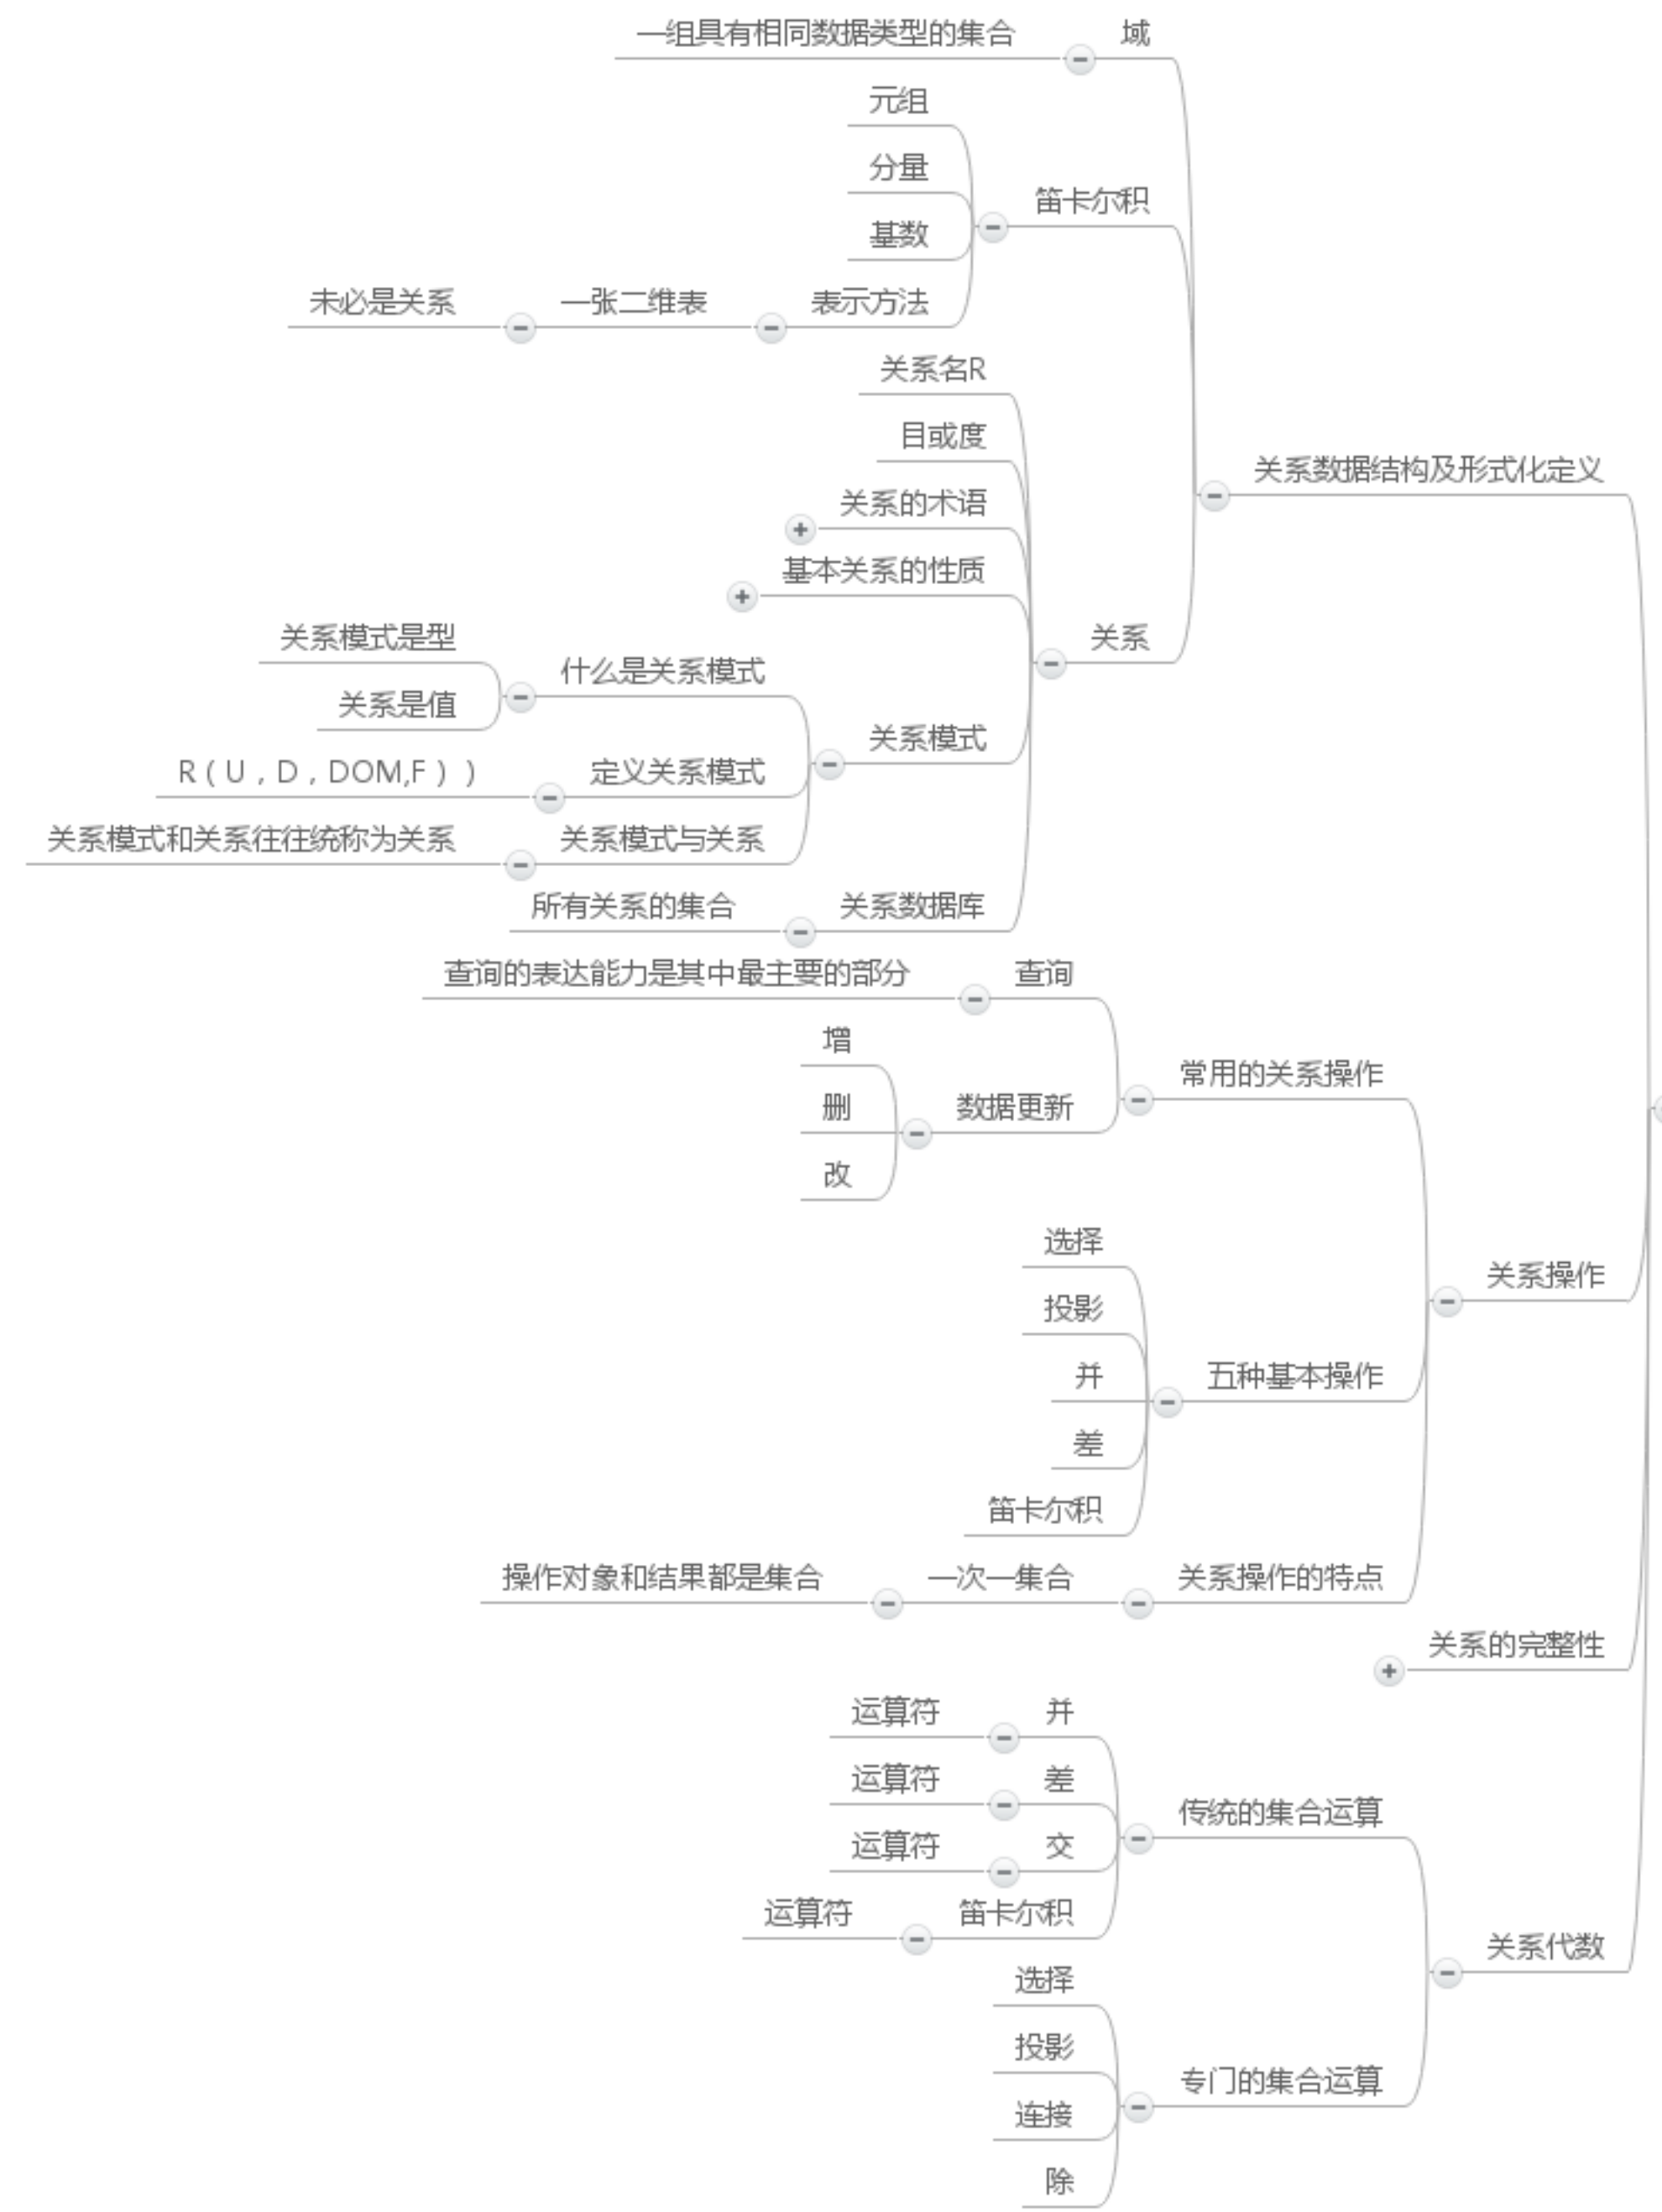 一组具有相同数据类型的集合 域
元组
分量
笛卡尔积
基数
未必是关系 一张二维表 表示方法
关系名R
目或度
关系数据结构及形式化定义
关系的术语
基本关系的性质
关系模式是型 关系
什么是关系模式
关系是值
关系模式
R（U，D，DOM,F）） 定义关系模式
关系模式和关系往往统称为关系 关系模式与关系
所有关系的集合 关系数据库
查询的表达能力是其中最主要的部分 查询
增
常用的关系操作
删 数据更新
改
选择
关系操作
投影
并 五种基本操作
差
笛卡尔积
操作对象和结果都是集合 一次一集合 关系操作的特点
关系的完整性
运算符 并
运算符 差
传统的集合运算
运算符 交
运算符 笛卡尔积
关系代数
选择
投影
专门的集合运算
连接
除